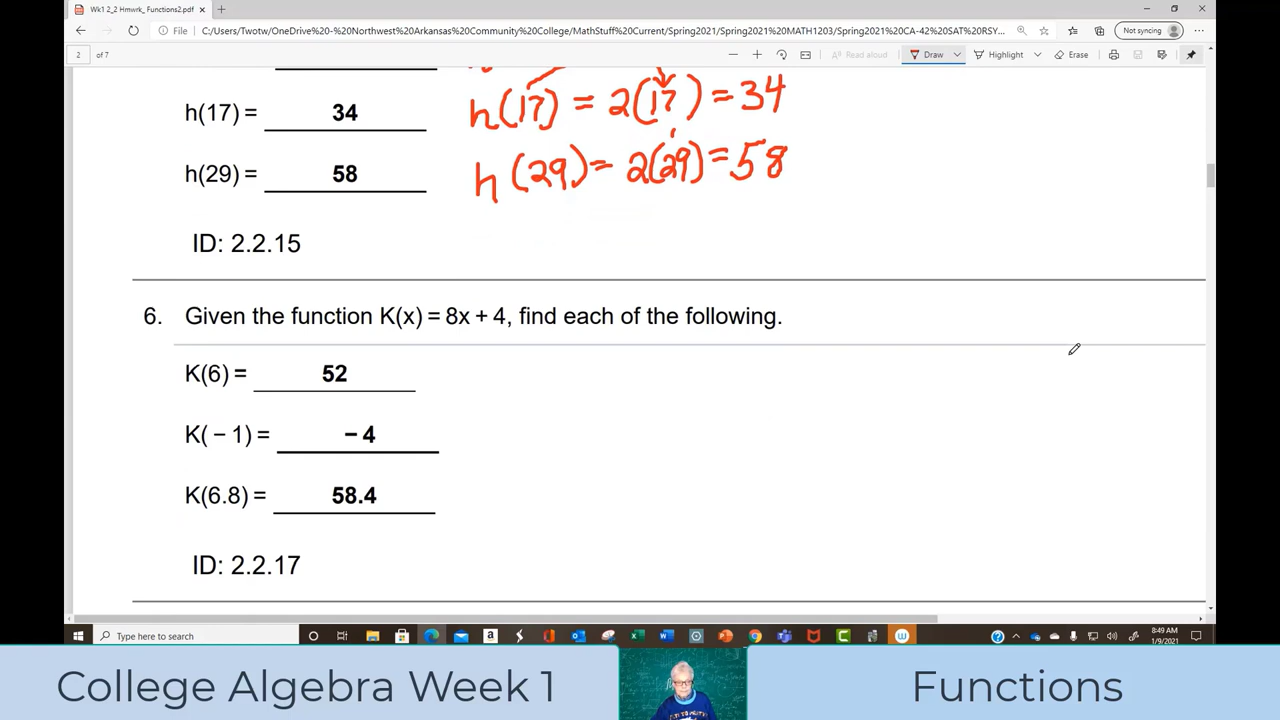 Wk1 2_2 Hmwrk_ Functions2.pdf
File C:/Users/Twotw/OneDrive%20-%20Northwest%20Arkansas%20Community%20College/MathStuff%20Current/Spring2021/Spring2021%20MATH1203/Spring2021%20CA-42%20SAT%20RSY...
Not syncing
2 of 7
Read aloud
Draw
Highlight
Erase
h(17) = 34
h(17) = 2(17) = 34
h(29) = 58
h(29) = 2(29) = 58
ID: 2.2.15
6. Given the function K(x) = 8x + 4, find each of the following.
K(6) = 52
K( − 1) = − 4
K(6.8) = 58.4
ID: 2.2.17
Type here to search
8:49 AM
1/9/2021
College Algebra Week 1
Functions